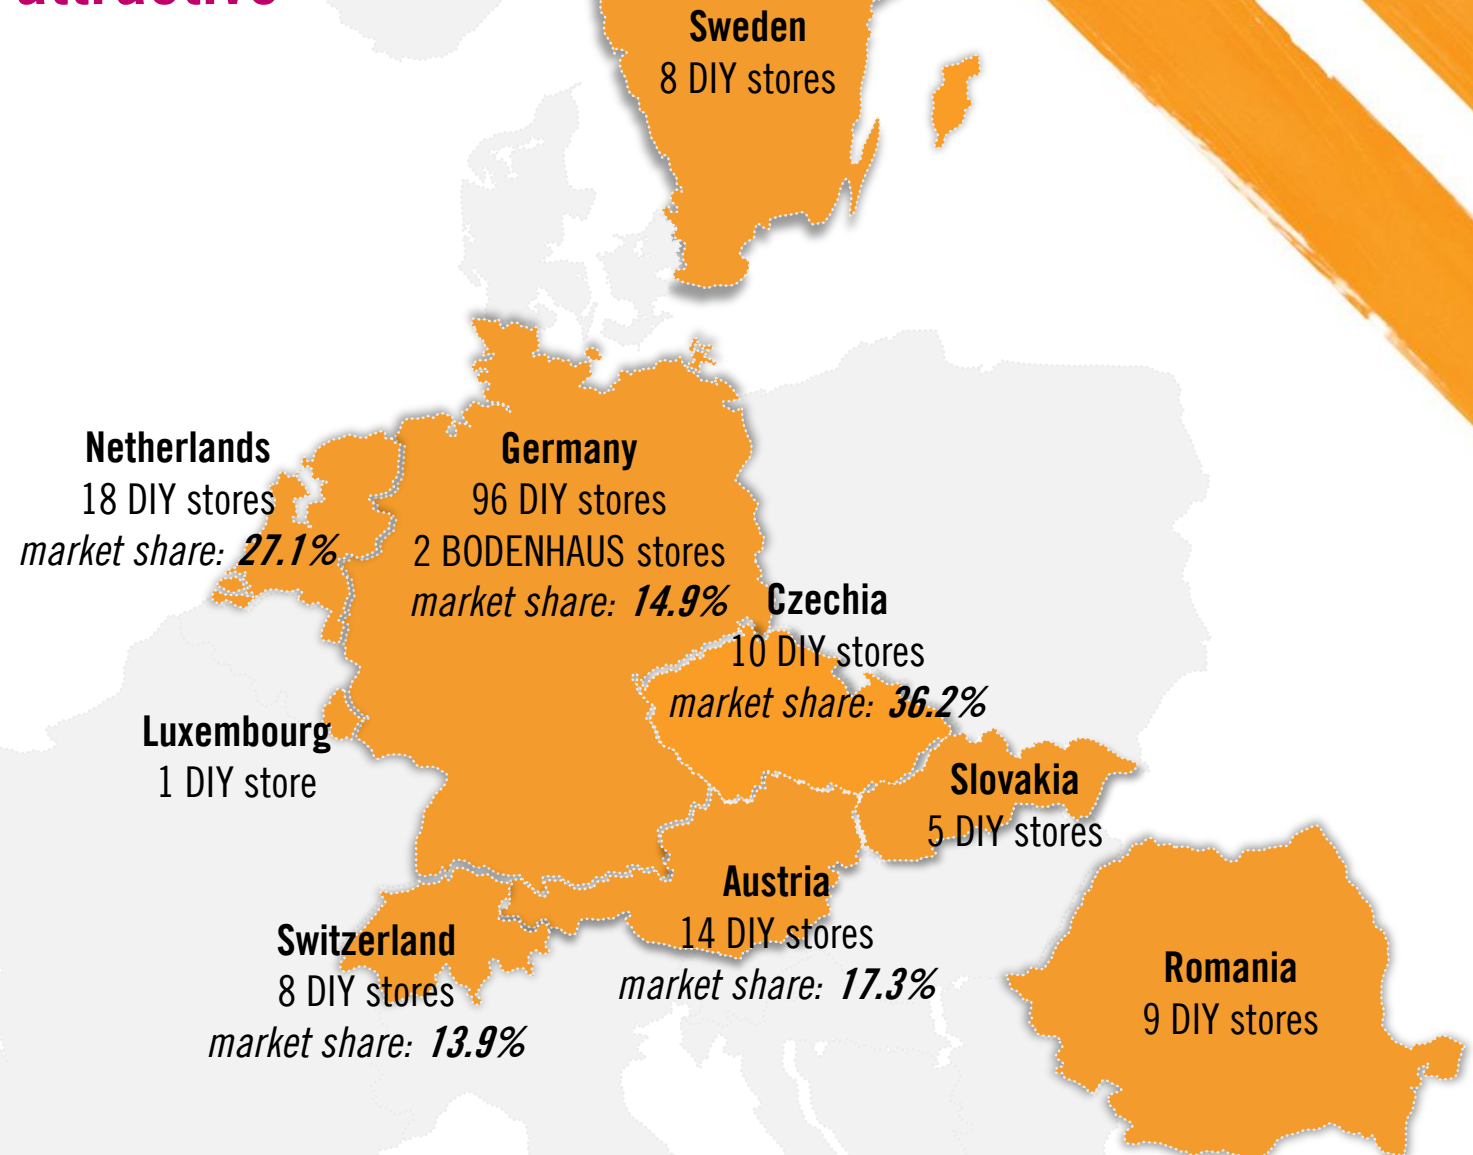 attractive
Sweden
8 DIY stores
Netherlands
18 DIY stores
market share: 27.1%
Germany
96 DIY stores
2 BODENHAUS stores
market share: 14.9%
Czechia
10 DIY stores
market share: 36.2%
Luxembourg
1 DIY store
Slovakia
5 DIY stores
Austria
14 DIY stores
market share: 17.3%
Switzerland
8 DIY stores
market share: 13.9%
Romania
9 DIY stores